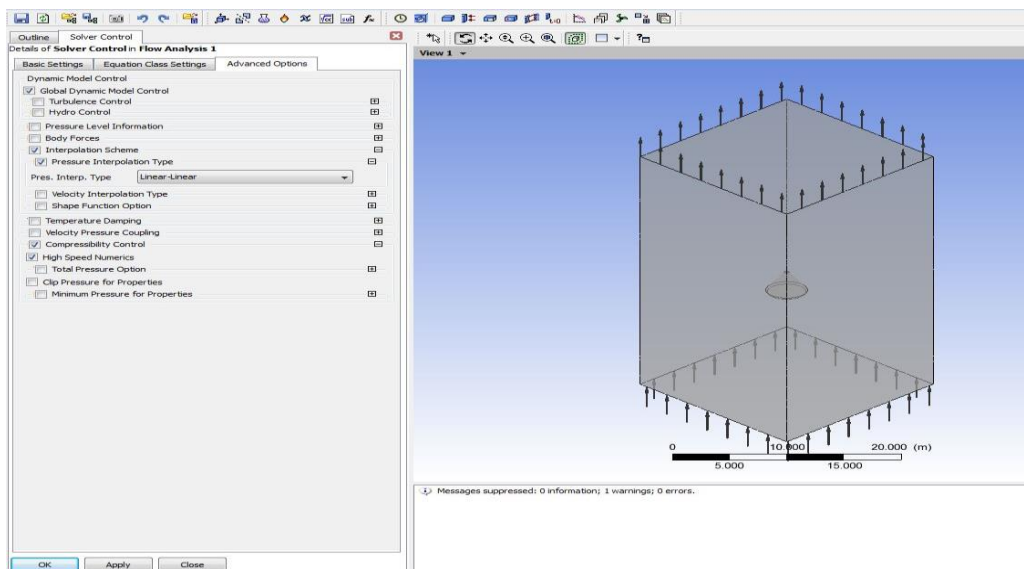 Outline Solver Control
Details of Solver Control in Flow Analysis 1
Basic Settings Equation Class Settings Advanced Options
Dynamic Model Control
Global Dynamic Model Control
Turbulence Control
Hydro Control
Pressure Level Information
Body Forces
Interpolation Scheme
Pressure Interpolation Type
Pres. Interp. Type Linear-Linear
Velocity Interpolation Type
Shape Function Option
Temperature Damping
Velocity Pressure Coupling
Compressibility Control
High Speed Numerics
Total Pressure Option
Clip Pressure for Properties
Minimum Pressure for Properties
OK Apply Close
View 1
0 10.000 20.000 (m)
5.000 15.000
Messages suppressed: 0 information; 1 warnings; 0 errors.